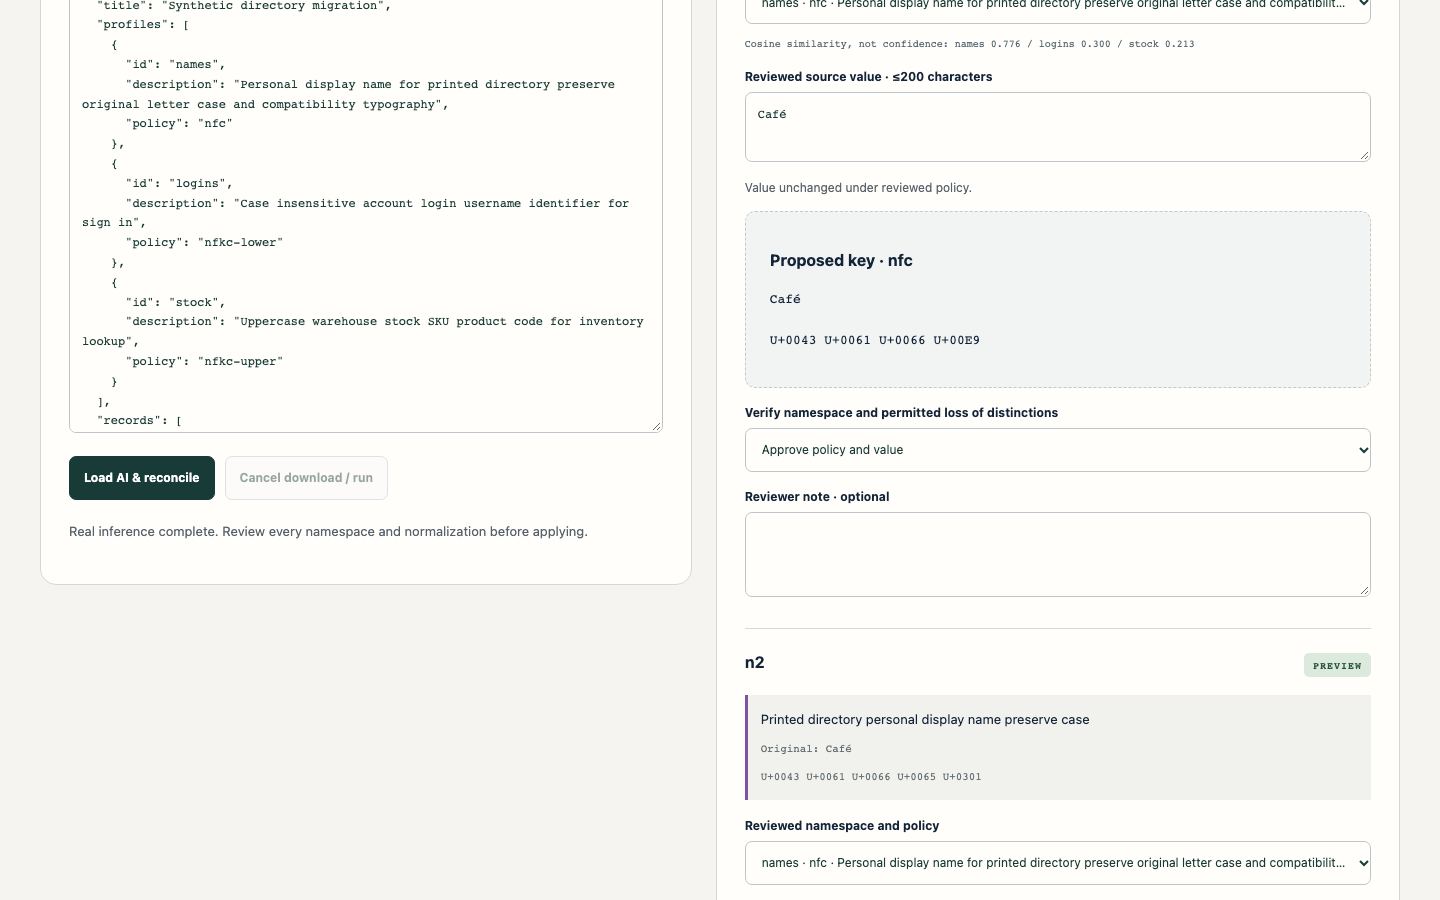 "title": "Synthetic directory migration",
"profiles": [
{
"id": "names",
"description": "Personal display name for printed directory preserve
original letter case and compatibility typography",
"policy": "nfc"
},
{
"id": "logins",
"description": "Case insensitive account login username identifier for
sign in",
"policy": "nfkc-lower"
},
{
"id": "stock",
"description": "Uppercase warehouse stock SKU product code for inventory
lookup",
"policy": "nfkc-upper"
}
],
"records": [
Load AI & reconcile
Cancel download / run
Real inference complete. Review every namespace and normalization before applying.
names · nfc · Personal display name for printed directory preserve original letter case and compatibilit...
Cosine similarity, not confidence: names 0.776 / logins 0.300 / stock 0.213
Reviewed source value · ≤200 characters
Café
Value unchanged under reviewed policy.
Proposed key · nfc
Café
U+0043 U+0061 U+0066 U+00E9
Verify namespace and permitted loss of distinctions
Approve policy and value
Reviewer note · optional
n2
PREVIEW
Printed directory personal display name preserve case
Original: Café
U+0043 U+0061 U+0066 U+0065 U+0301
Reviewed namespace and policy
names · nfc · Personal display name for printed directory preserve original letter case and compatibilit...